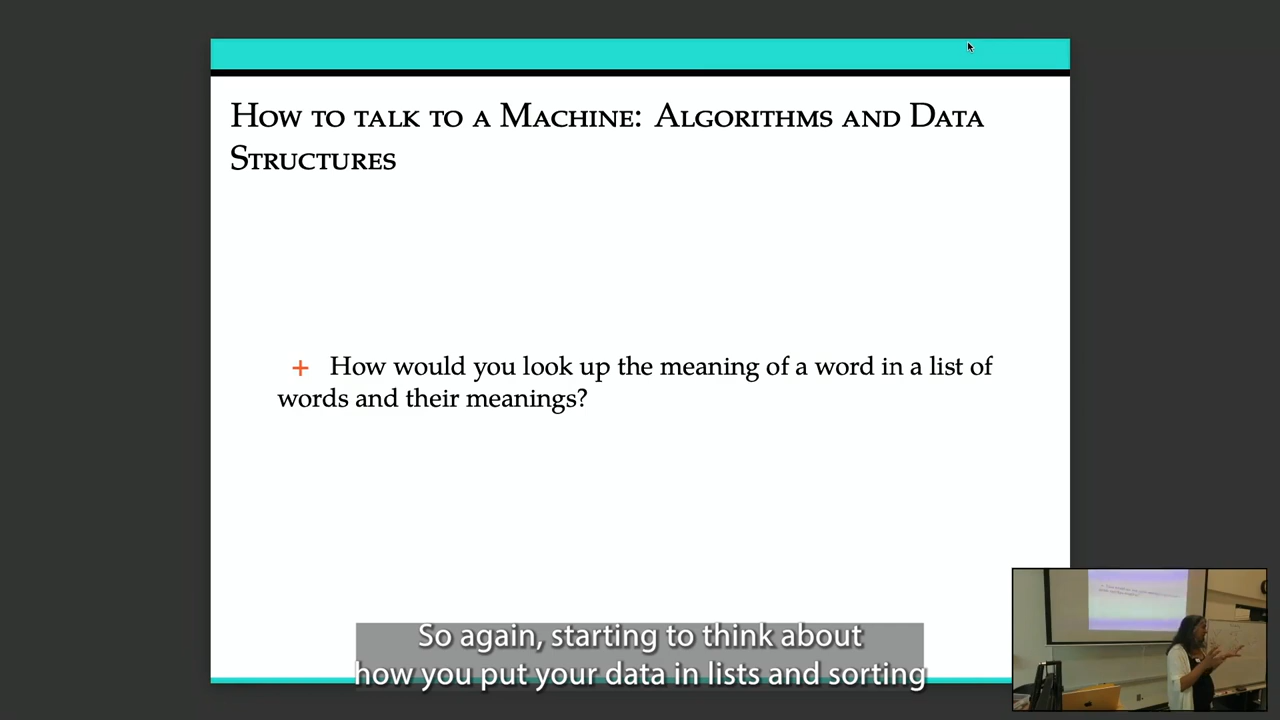 How to talk to a Machine: Algorithms and Data
Structures
+ How would you look up the meaning of a word in a list of
words and their meanings?
So again, starting to think about
how you put your data in lists and sorting